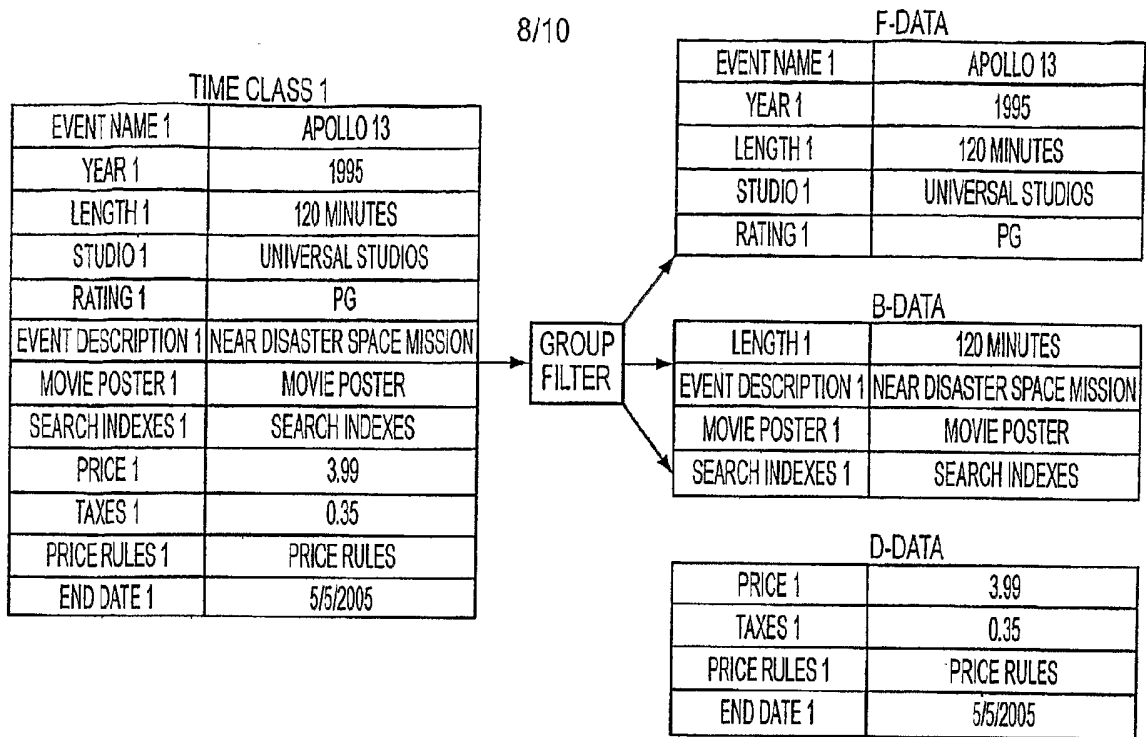 8/10
TIME CLASS 1
EVENT NAME 1 APOLLO 13
YEAR 1 1995
LENGTH 1 120 MINUTES
STUDIO 1 UNIVERSAL STUDIOS
RATING 1 PG
EVENT DESCRIPTION 1 NEAR DISASTER SPACE MISSION
MOVIE POSTER 1 MOVIE POSTER
SEARCH INDEXES 1 SEARCH INDEXES
PRICE 1 3.99
TAXES 1 0.35
PRICE RULES 1 PRICE RULES
END DATE 1 5/5/2005
GROUP
FILTER
F-DATA
EVENT NAME 1 APOLLO 13
YEAR 1 1995
LENGTH 1 120 MINUTES
STUDIO 1 UNIVERSAL STUDIOS
RATING 1 PG
B-DATA
LENGTH 1 120 MINUTES
EVENT DESCRIPTION 1 NEAR DISASTER SPACE MISSION
MOVIE POSTER 1 MOVIE POSTER
SEARCH INDEXES 1 SEARCH INDEXES
D-DATA
PRICE 1 3.99
TAXES 1 0.35
PRICE RULES 1 PRICE RULES
END DATE 1 5/5/2005